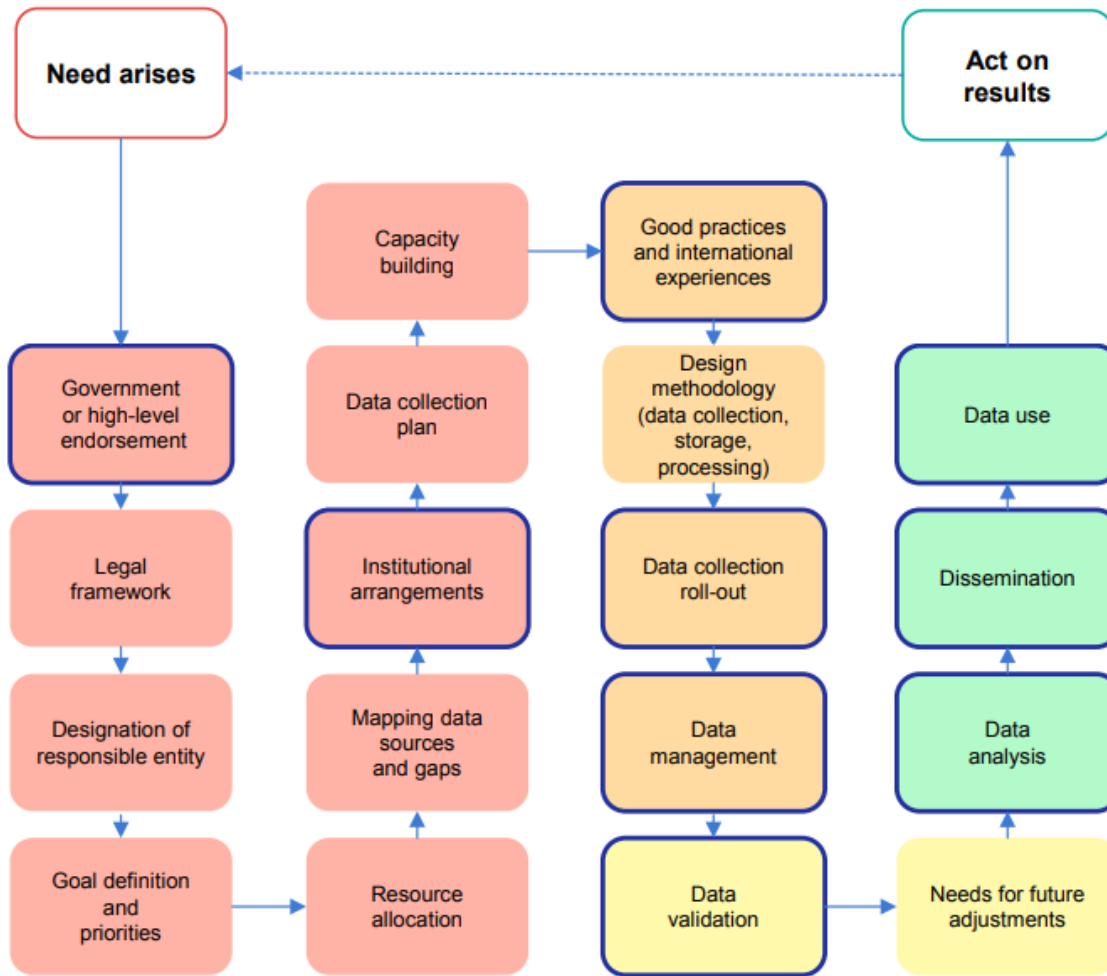 Need arises
Act on
results
Capacity
building
Good practices
and international
experiences
Government
or high-level
endorsement
Data collection
plan
Design
methodology
(data collection,
storage,
processing)
Data use
Legal
framework
Institutional
arrangements
Data collection
roll-out
Dissemination
Designation of
responsible entity
Mapping data
sources
and gaps
Data
management
Data
analysis
Goal definition
and
priorities
Resource
allocation
Data
validation
Needs for future
adjustments